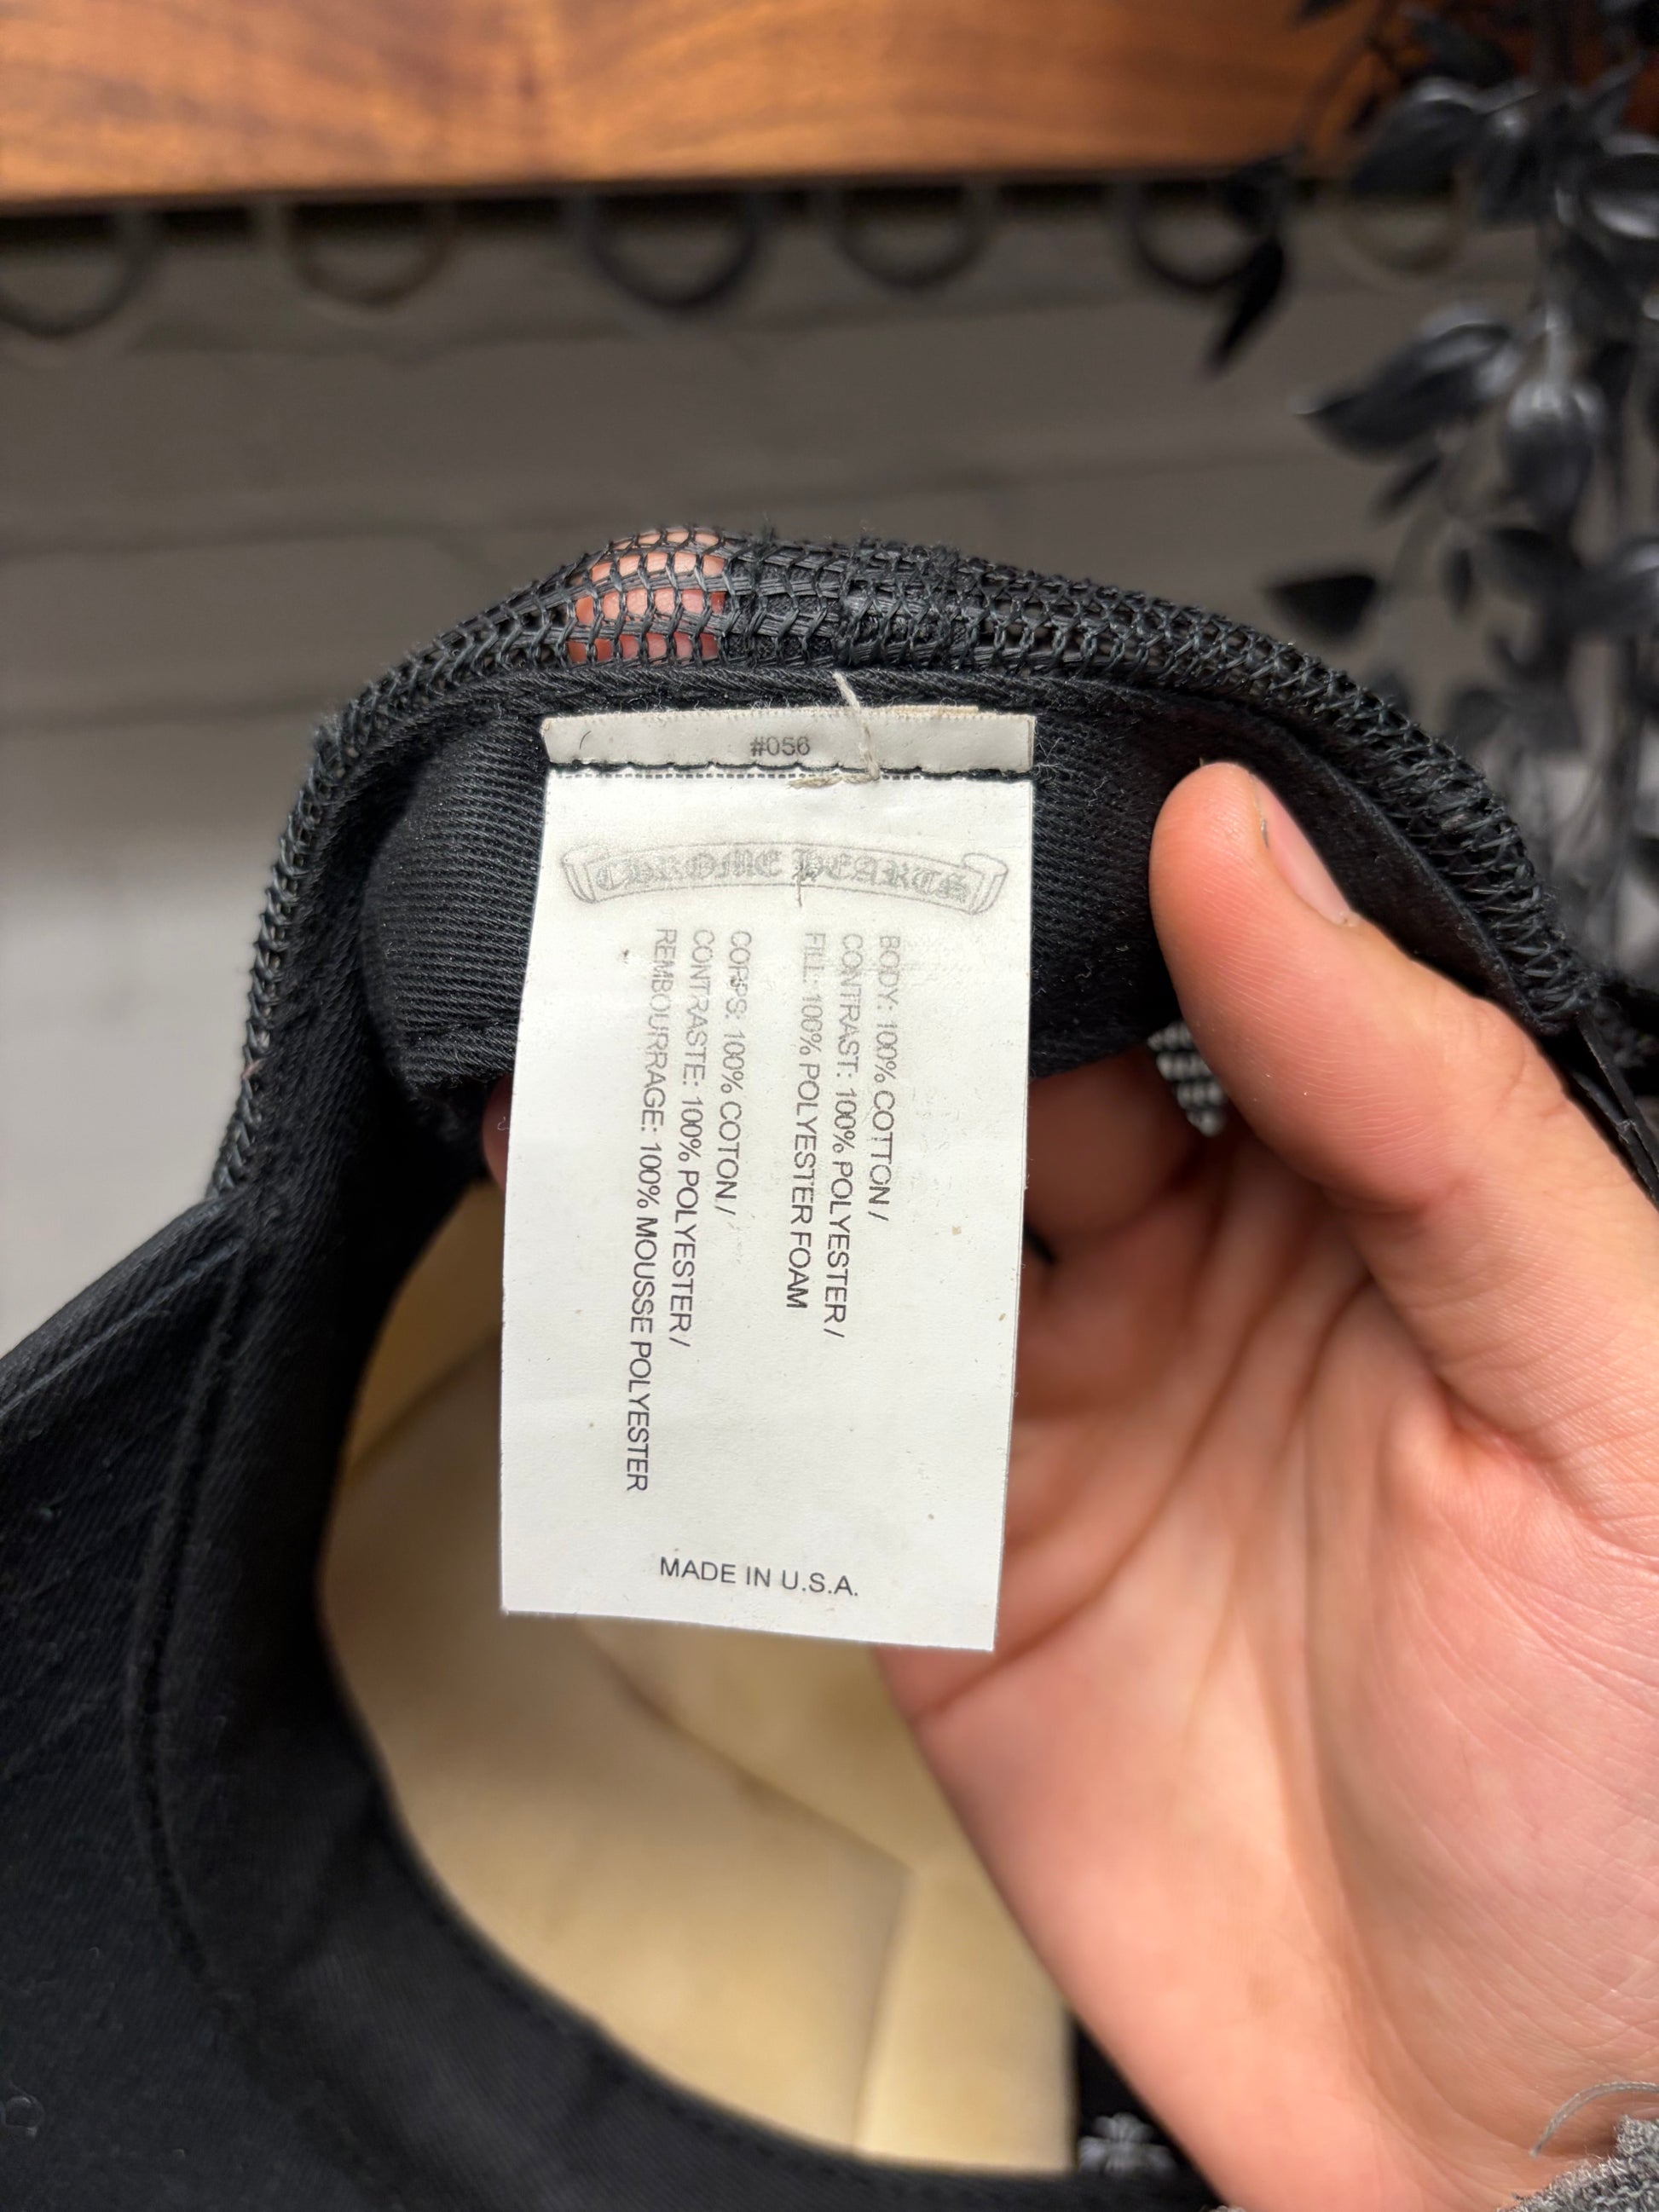 #056
CHROME HEARTS
BODY: 100% COTTON /
CONTRAST: 100% POLYESTER /
FILL: 100% POLYESTER FOAM
CORPS: 100% COTON /
CONTRASTE: 100% POLYESTER /
REMBOURRAGE: 100% MOUSSE POLYESTER
MADE IN U.S.A.